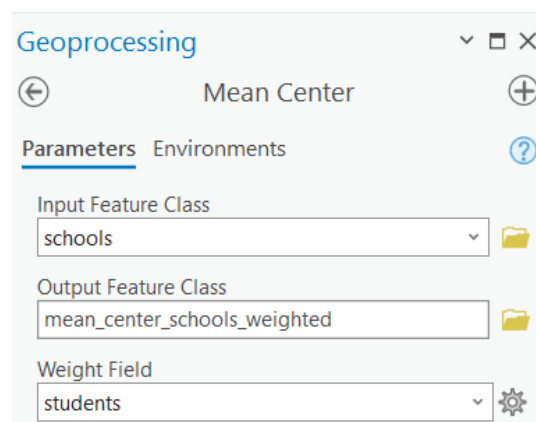 Geoprocessing
Mean Center
Parameters Environments
Input Feature Class
schools
Output Feature Class
mean_center_schools_weighted
Weight Field
students